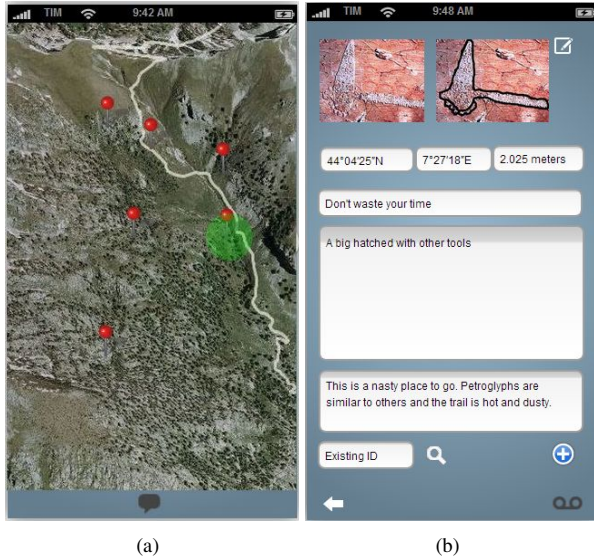 TIM 9:42 AM
TIM 9:48 AM
44°04'25"N 7°27'18"E 2.025 meters
Don't waste your time
A big hatched with other tools
This is a nasty place to go. Petroglyphs are
similar to others and the trail is hot and dusty.
Existing ID
(a) (b)